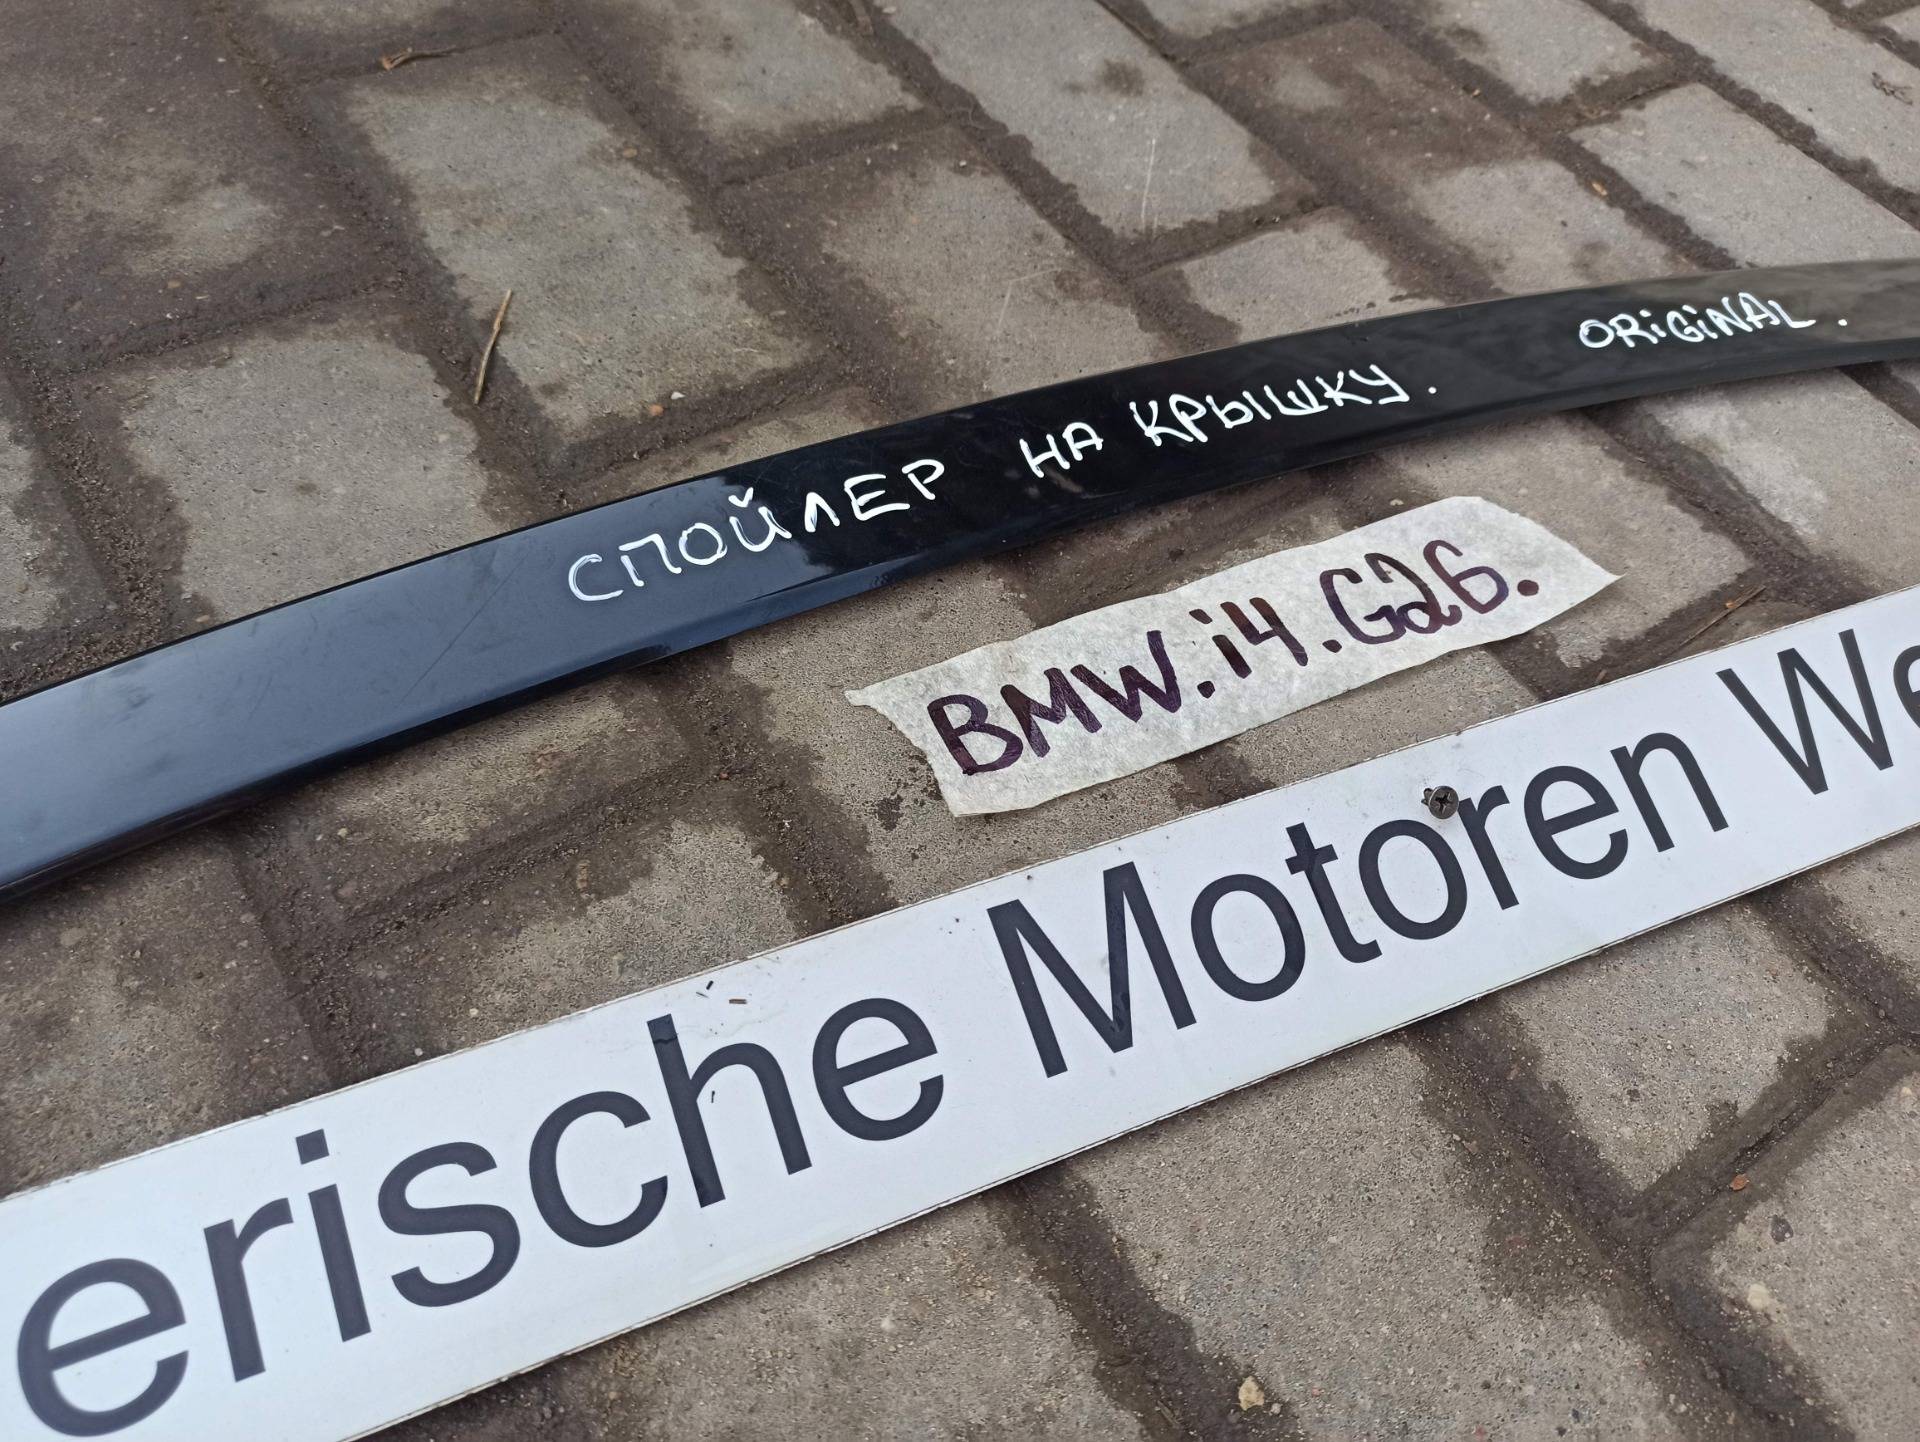 СПОЙЛЕР НА КРЫШКУ. ORiGiNAL.
BMW.i4.G26.
erische Motoren We